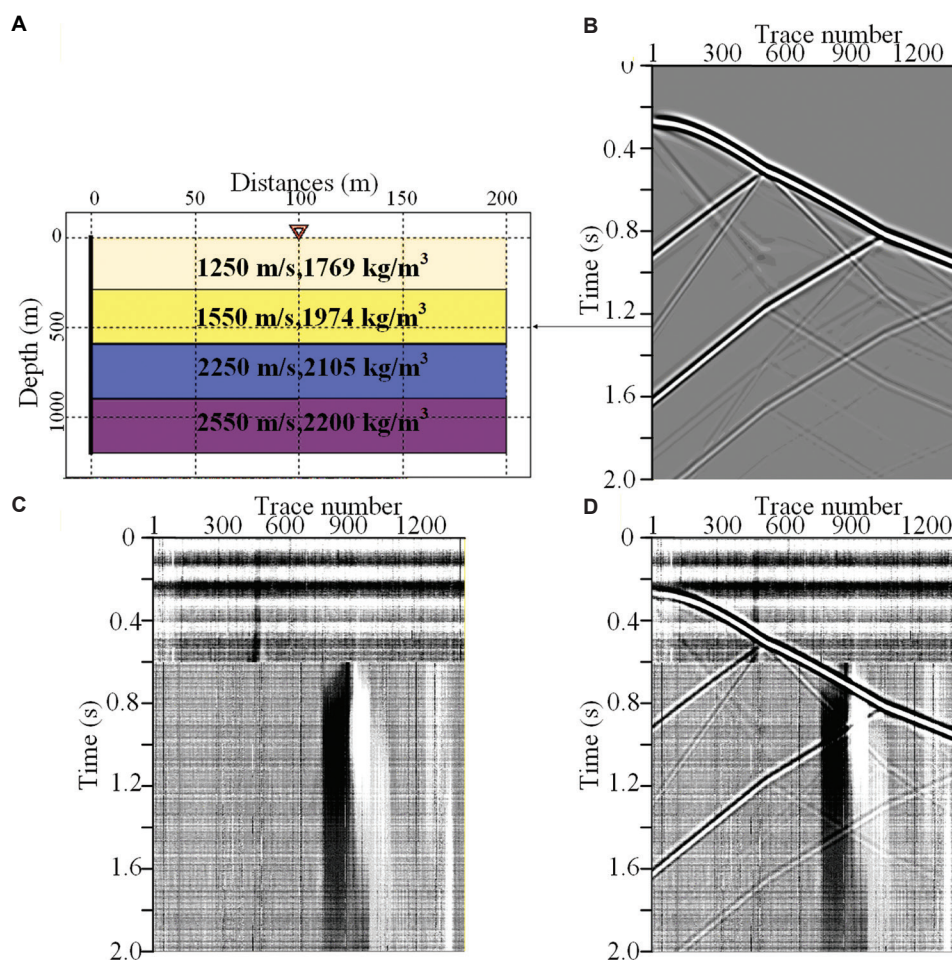 A
Distances (m)
0 50 100 150 200
0
500
1000
Depth (m)
1250 m/s,1769 kg/m³
1550 m/s,1974 kg/m³
2250 m/s,2105 kg/m³
2550 m/s,2200 kg/m³
B
Trace number
1 300 600 900 1200
0
0.4
0.8
1.2
1.6
2.0
Time (s)
C
Trace number
1 300 600 900 1200
0
0.4
0.8
1.2
1.6
2.0
Time (s)
D
Trace number
1 300 600 900 1200
0
0.4
0.8
1.2
1.6
2.0
Time (s)